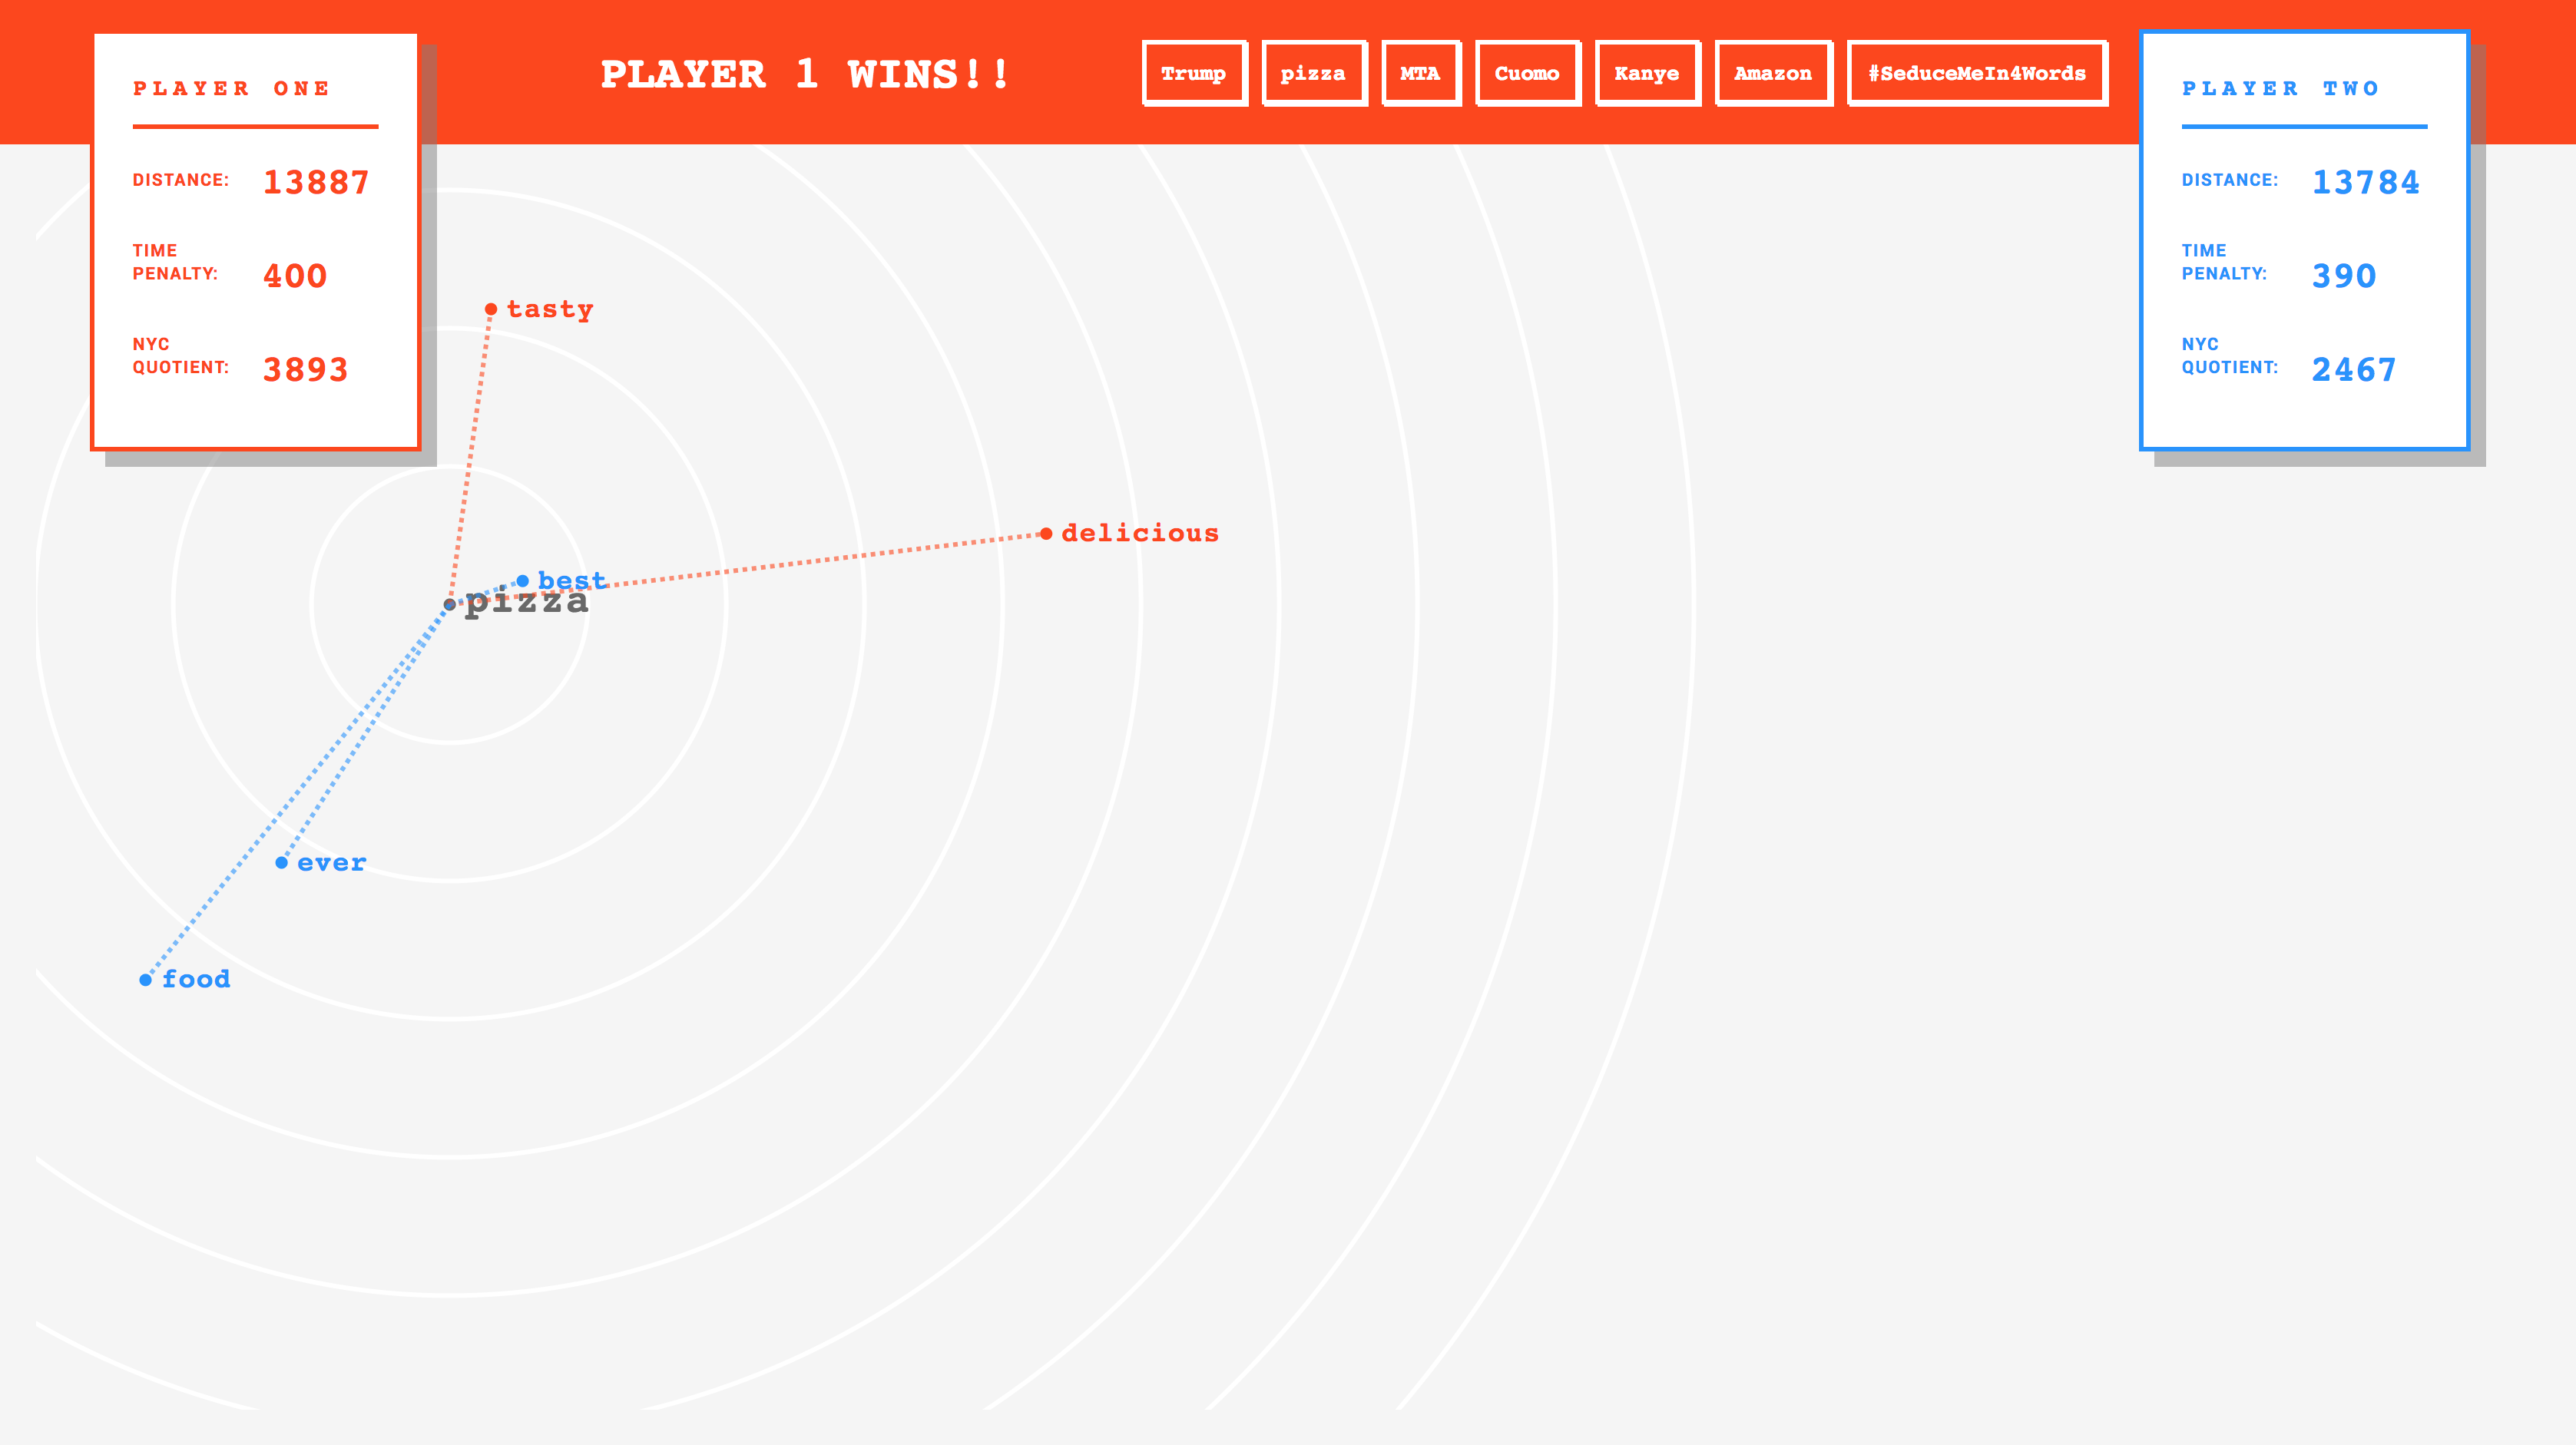 PLAYER ONE
DISTANCE: 13887
TIME
PENALTY: 400
NYC
QUOTIENT: 3893
PLAYER 1 WINS!!
Trump
pizza
MTA
Cuomo
Kanye
Amazon
#SeduceMeIn4Words
PLAYER TWO
DISTANCE: 13784
TIME
PENALTY: 390
NYC
QUOTIENT: 2467
tasty
delicious
best
pizza
ever
food